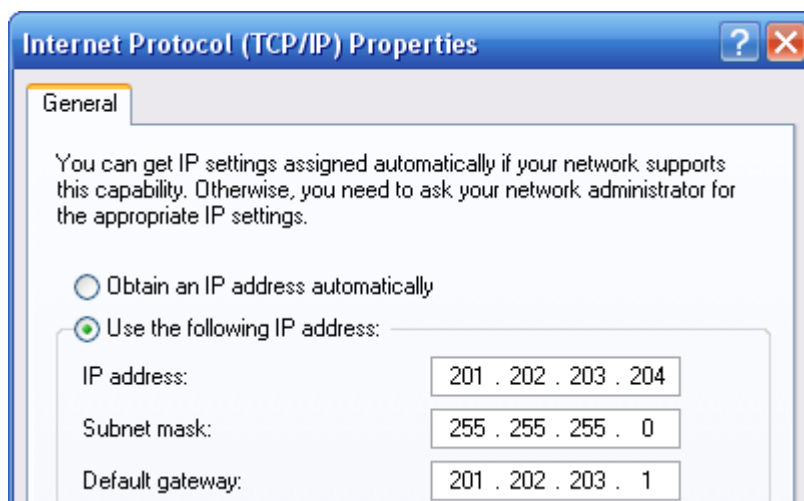 Internet Protocol (TCP/IP) Properties
General
You can get IP settings assigned automatically if your network supports
this capability. Otherwise, you need to ask your network administrator for
the appropriate IP settings.
Obtain an IP address automatically
Use the following IP address:
IP address: 201 . 202 . 203 . 204
Subnet mask: 255 . 255 . 255 . 0
Default gateway: 201 . 202 . 203 . 1